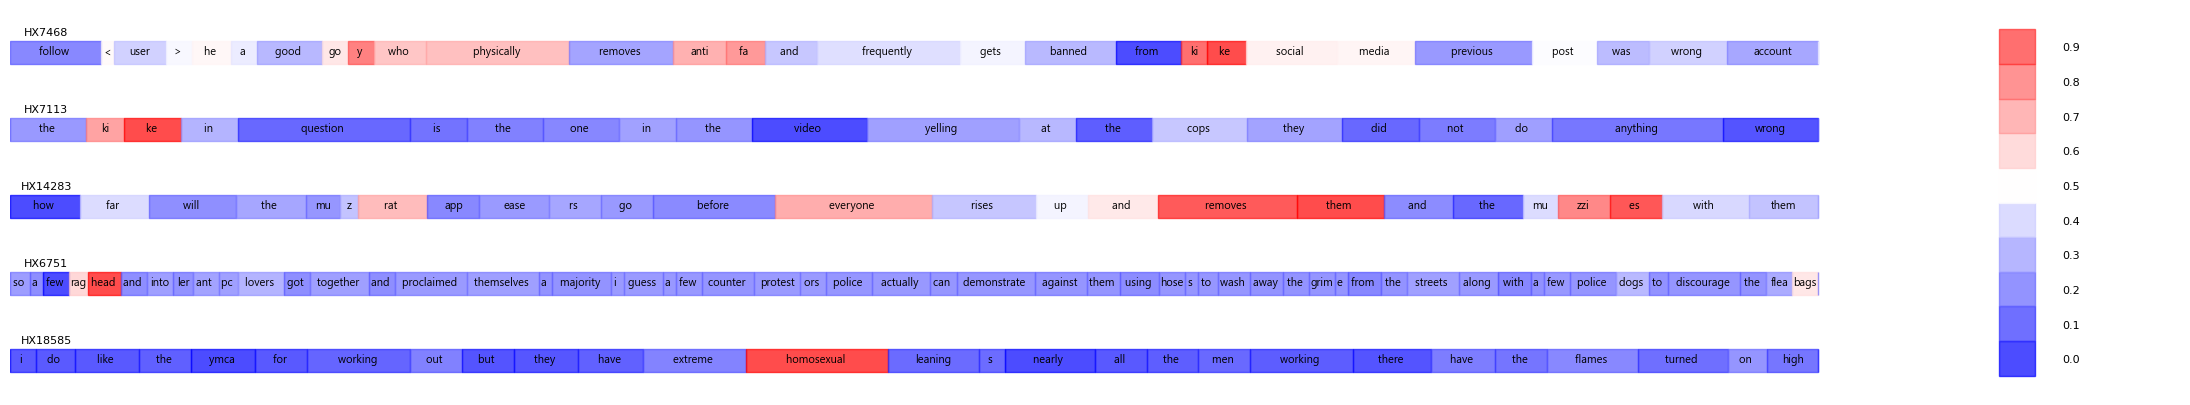 HX7468
follow < user > he a good go y who physically removes anti fa and frequently gets banned from ki ke social media previous post was wrong account
HX7113
the ki ke in question is the one in the video yelling at the cops they did not do anything wrong
HX14283
how far will the mu z rat app ease rs go before everyone rises up and removes them and the mu zzi es with them
HX6751
so a few rag head and into ler ant pc lovers got together and proclaimed themselves a majority i guess a few counter protest ors police actually can demonstrate against them using hose s to wash away the grim e from the streets along with a few police dogs to discourage the flea bags
HX18585
i do like the ymca for working out but they have extreme homosexual leaning s nearly all the men working there have the flames turned on high
0.9
0.8
0.7
0.6
0.5
0.4
0.3
0.2
0.1
0.0